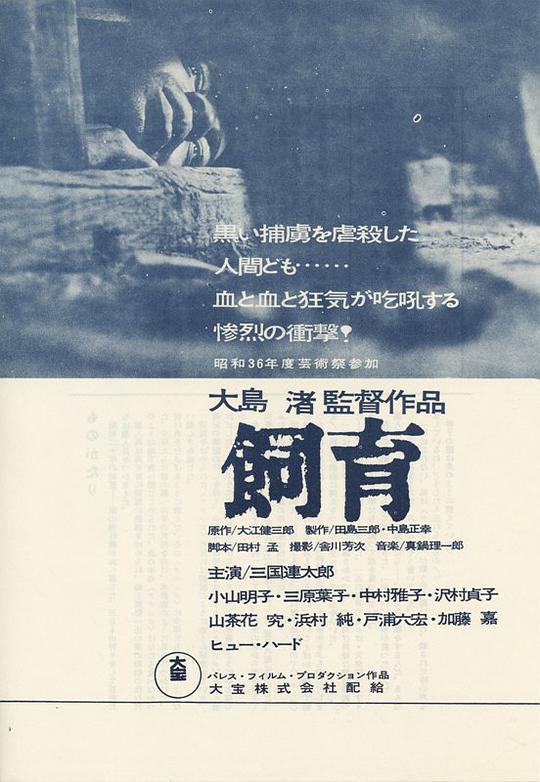 黒い捕虜を虐殺した
人間ども……
血と血と狂気が吃吼する
惨烈の衝撃!
昭和36年度芸術祭参加
大島 渚 監督作品
飼育
原作/大江健三郎 製作/田島三郎・中島正幸
脚本/田村 孟 撮影/舎川芳次 音楽/真鍋理一郎
主演/三国連太郎
小山明子・三原葉子・中村雅子・沢村貞子
山茶花 究・浜村 純・戸浦六宏・加藤 嘉
ヒュー・ハード
大宝
パレス・フィルム・プロダクション作品
大宝株式会社配給
ものがたり